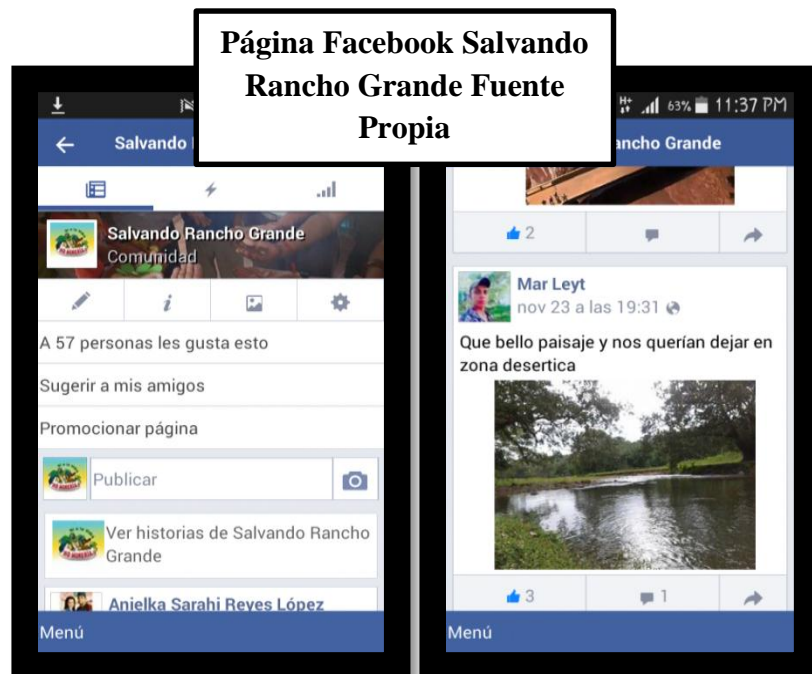 Página Facebook Salvando
Rancho Grande Fuente
Propia
Salvando
Salvando Rancho Grande
Comunidad
A 57 personas les gusta esto
Sugerir a mis amigos
Promocionar página
Publicar
Ver historias de Salvando Rancho
Grande
Anielka Sarahi Reyes López
Menú
63% 11:37 PM
ancho Grande
2
Mar Leyt
nov 23 a las 19:31
Que bello paisaje y nos querían dejar en
zona desertica
3 1
Menú